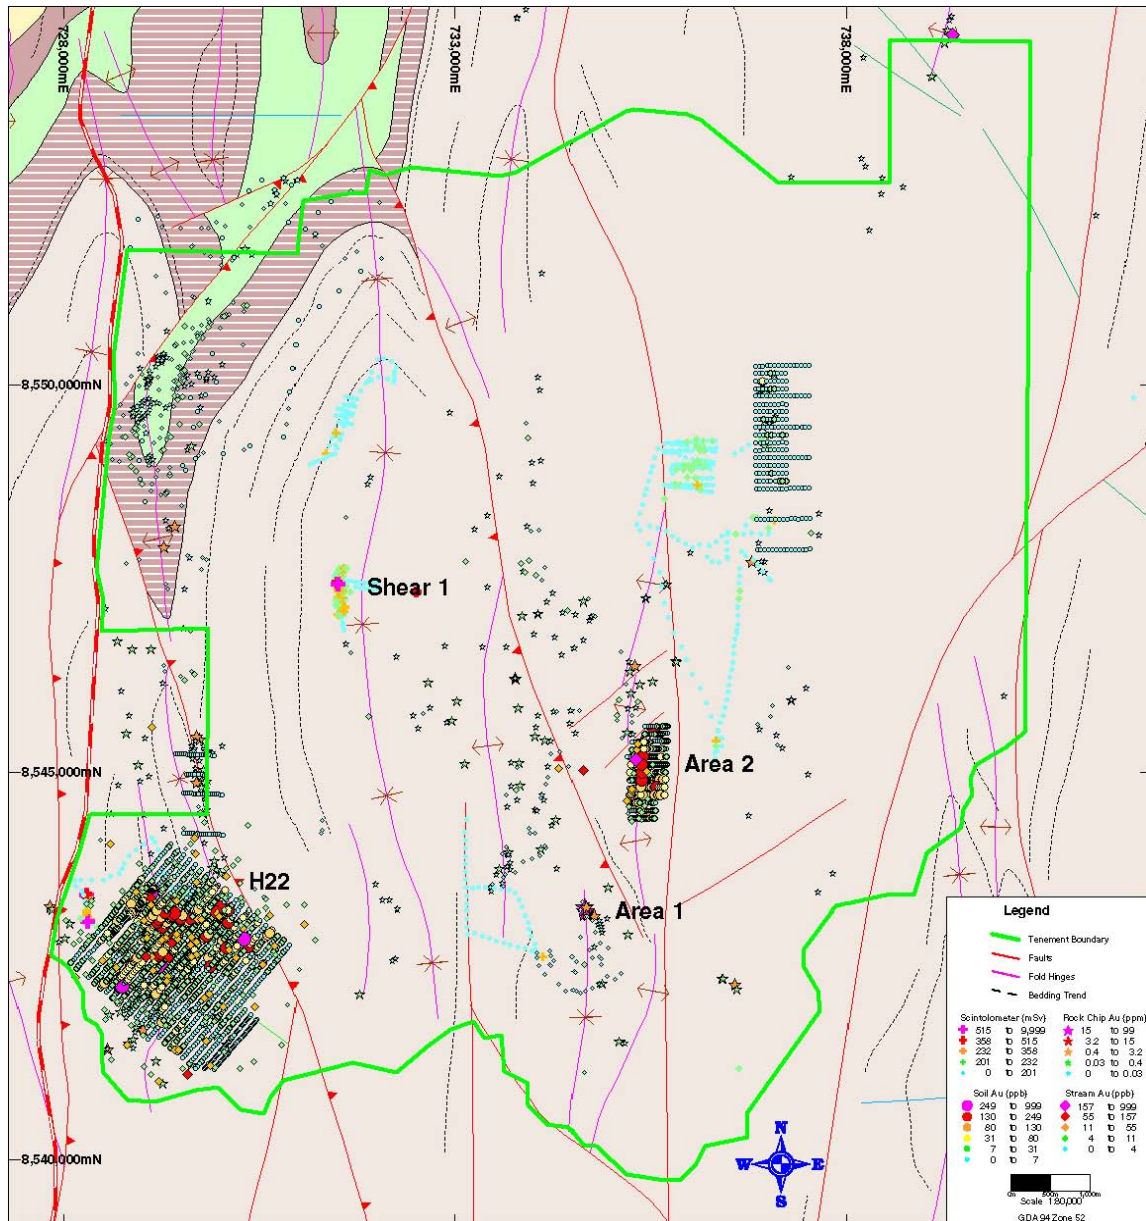 728,000mE
733,000mE
738,000mE
8,550,000mN
Shear 1
Area 2
8,545,000mN
H22
Area 1
8,540,000mN
N
W E
S
Legend
Tenement Boundary
Faults
Fold Hinges
Bedding Trend
Scintolometer (mSv)
515 to 9,999
358 to 515
232 to 358
201 to 232
0 to 201
Rock Chip Au (ppm)
15 to 99
3.2 to 15
0.4 to 3.2
0.03 to 0.4
0 to 0.03
Soil Au (ppb)
249 to 999
130 to 249
80 to 130
31 to 80
7 to 31
0 to 7
Stream Au (ppb)
157 to 999
55 to 157
11 to 55
4 to 11
0 to 4
0m 500m 1,000m
Scale 1:80,000
GDA 94 Zone 52